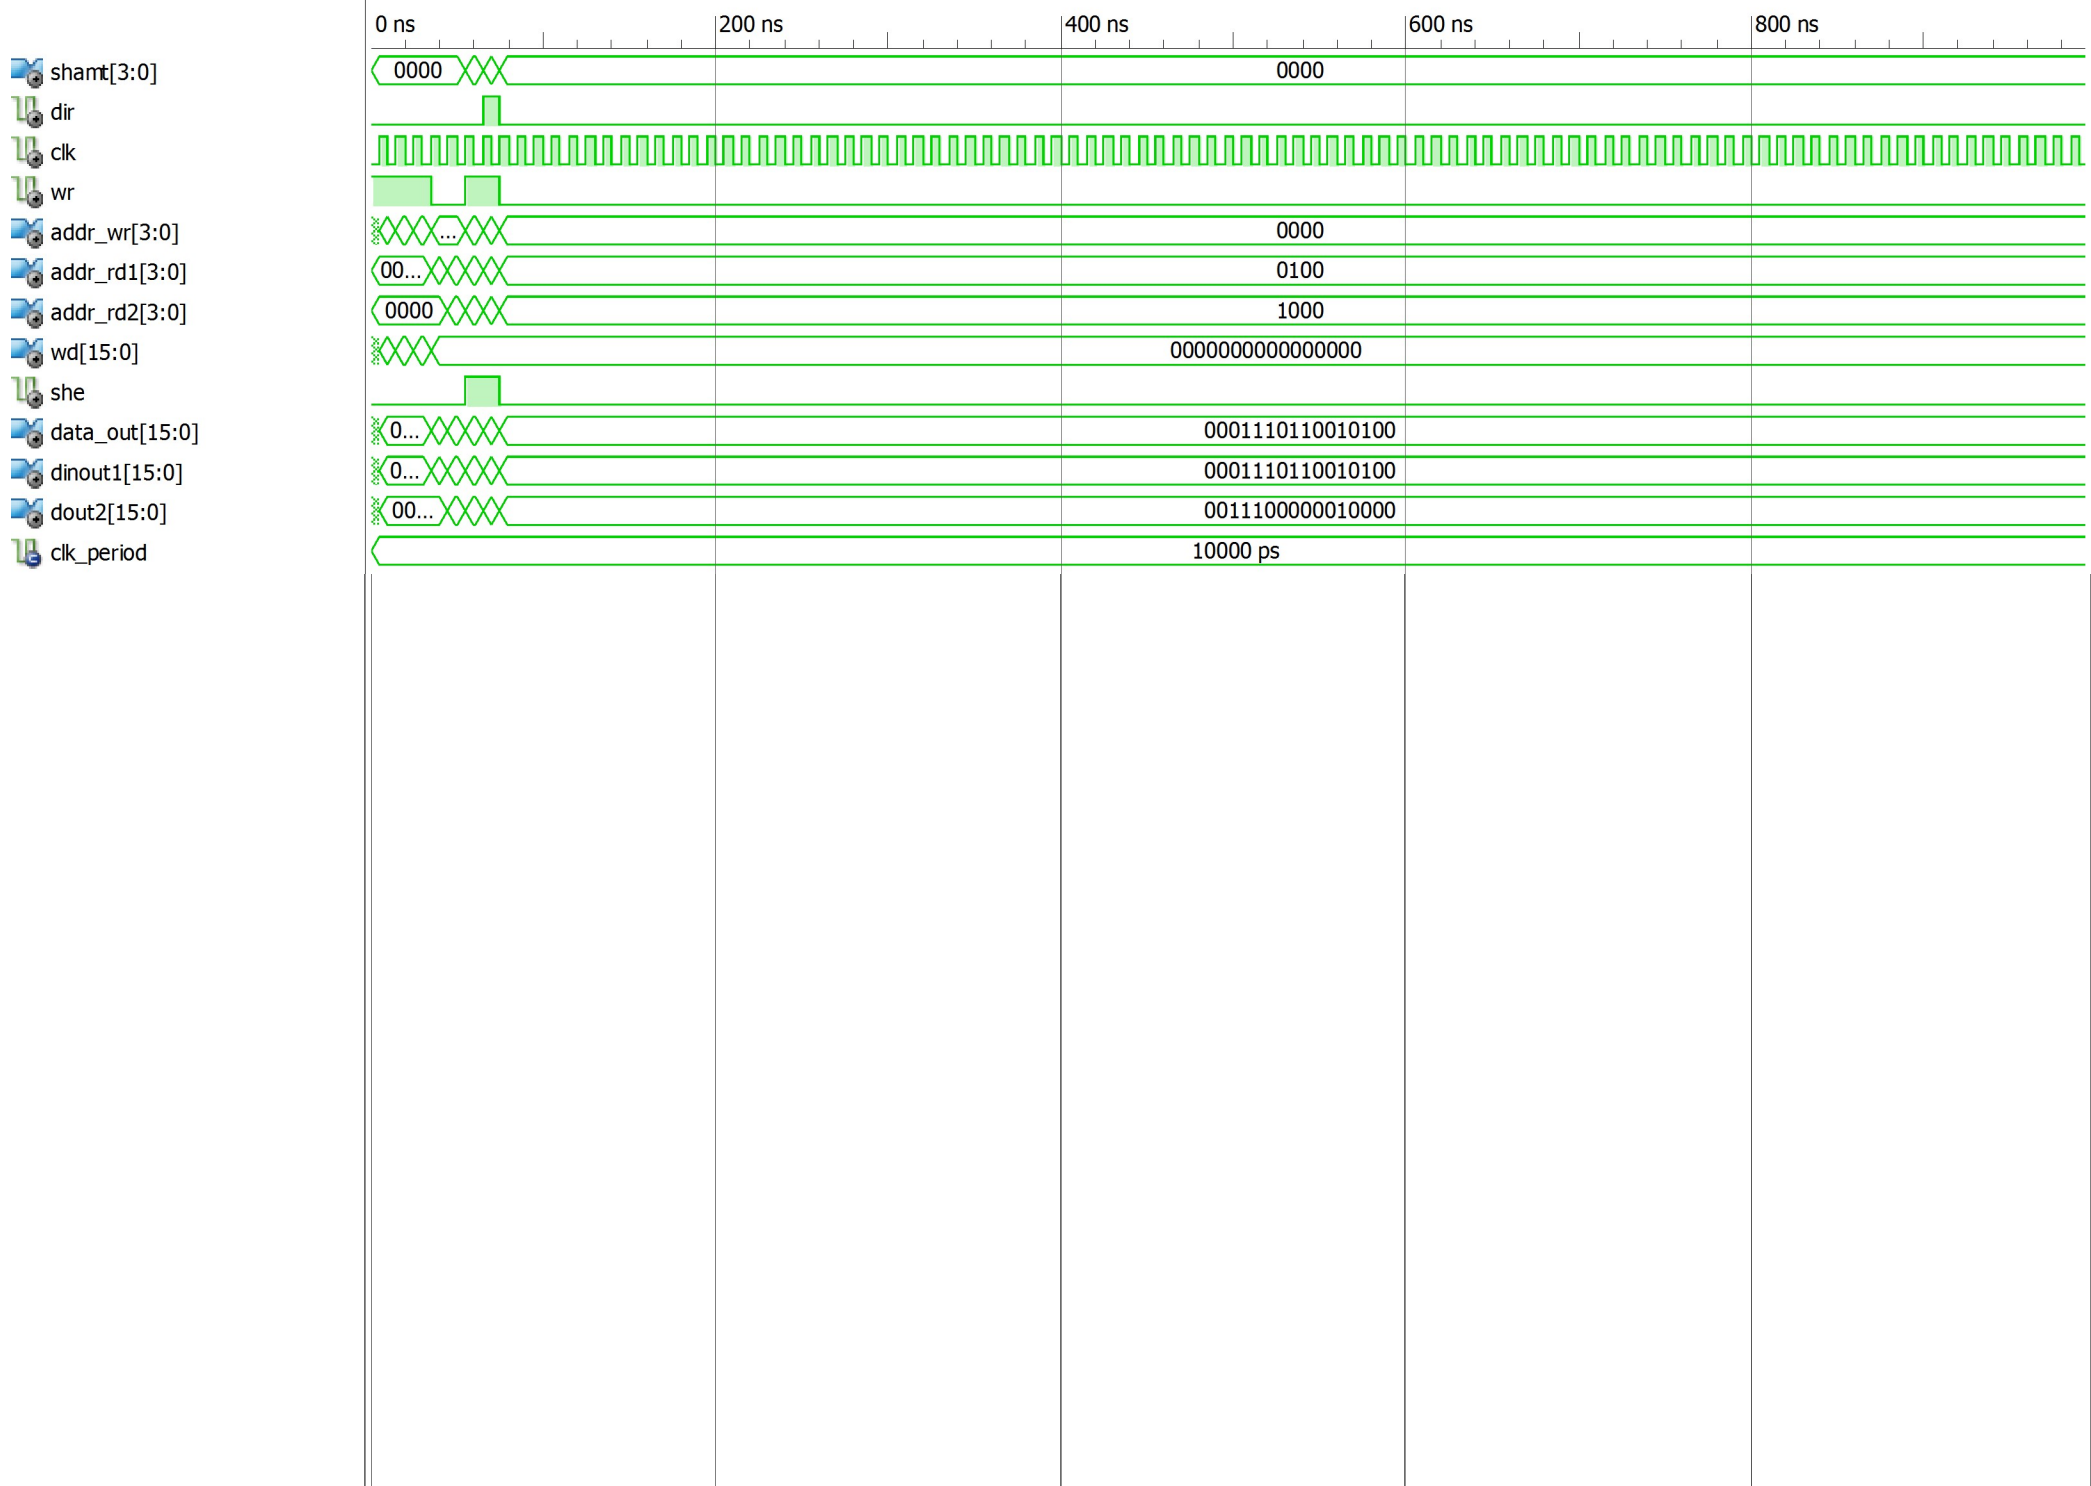 0 ns 200 ns 400 ns 600 ns 800 ns
shamt[3:0] 0000 0000
dir
clk
wr
addr_wr[3:0] ... 0000
addr_rd1[3:0] 00... 0100
addr_rd2[3:0] 0000 1000
wd[15:0] 0000000000000000
she
data_out[15:0] 0... 0001110110010100
dinout1[15:0] 0... 0001110110010100
dout2[15:0] 00... 0011100000010000
clk_period 10000 ps